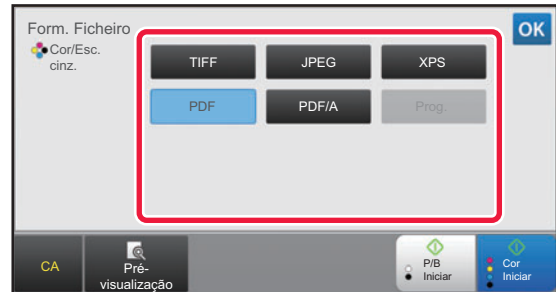 Form. Ficheiro
OK
Cor/Esc.
cinz.
TIFF JPEG XPS
PDF PDF/A Prog.
CA
Pré-
visualização
P/B
Iniciar
Cor
Iniciar